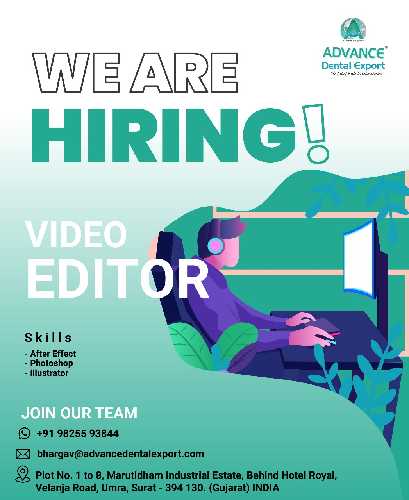 ADVANCE
Dental Export
WE ARE
HIRING!
VIDEO
EDITOR
Skills
- After Effect
- Photoshop
- Illustrator
JOIN OUR TEAM
+91 98255 93844
bhargav@advancedentalexport.com
Plot No. 1 to 8, Marutidham Industrial Estate, Behind Hotel Royal,
Velanja Road, Umra, Surat - 394 130. (Gujarat) INDIA